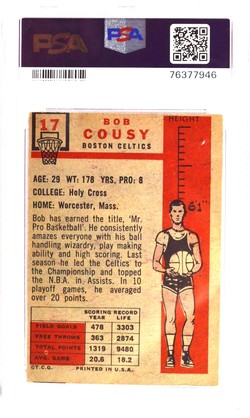 PSA
PSA
PSA
76377946
17
BOB
COUSY
BOSTON CELTICS
HEIGHT
6'1"
AGE: 29 WT: 178 YRS. PRO: 8
COLLEGE: Holy Cross
HOME: Worcester, Mass.
Bob has earned the title, 'Mr.
Pro Basketball'. He consistently
amazes everyone with his ball
handling wizardry, play making
ability and high scoring. Last
season he led the Celtics to
the Championship and topped
the N.B.A. in Assists. In 10
playoff games, he averaged
over 20 points.
SCORING RECORD
YEAR LIFE
FIELD GOALS 478 3303
FREE THROWS 363 2874
TOTAL POINTS 1319 9480
AVG. GAME 20.6 18.2
©T.C.G. PRINTED IN U.S.A.